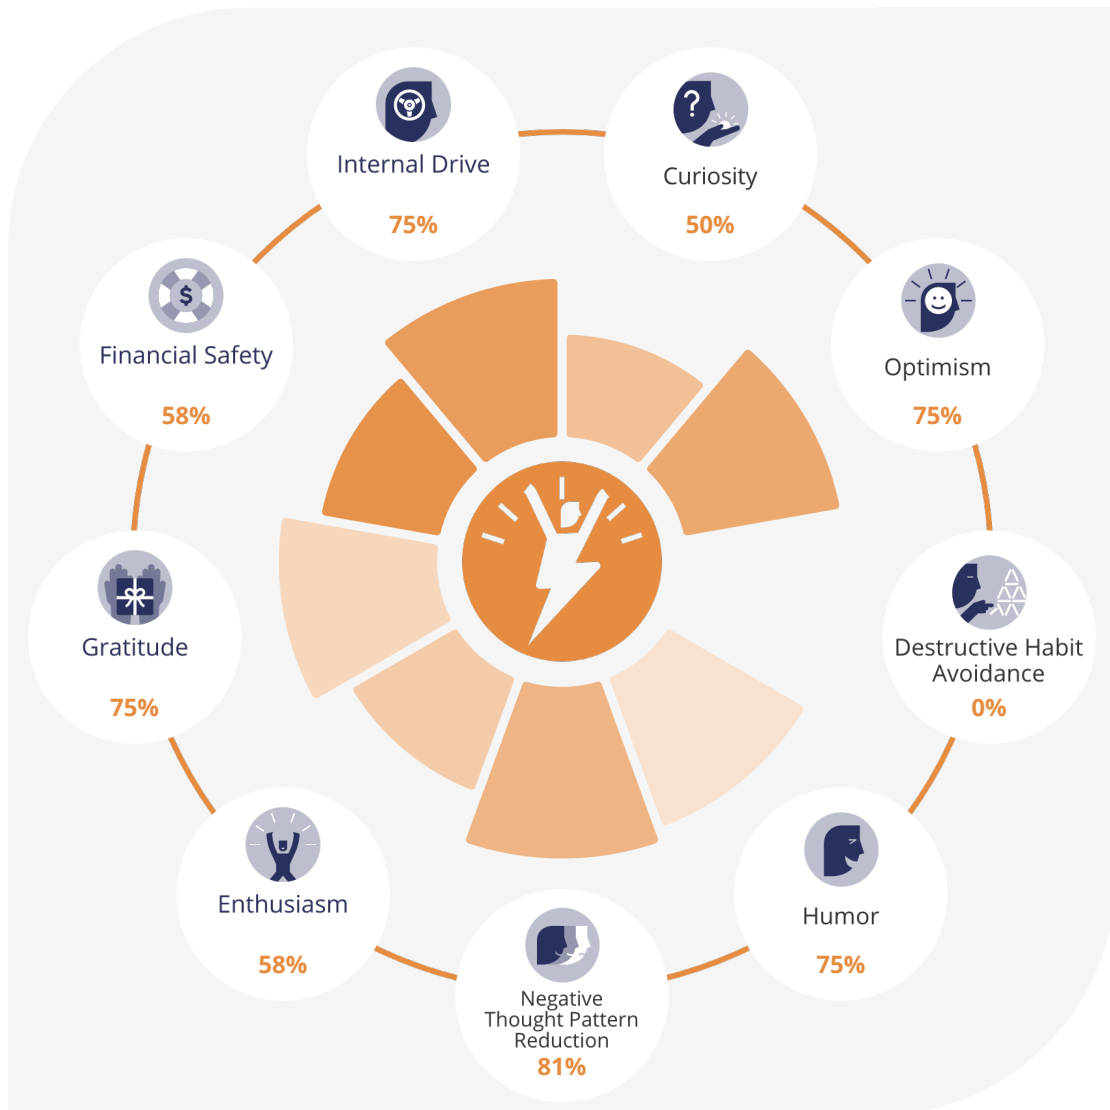 Internal Drive
75%
?
Curiosity
50%
Optimism
75%
Destructive Habit
Avoidance
0%
Humor
75%
Negative
Thought Pattern
Reduction
81%
Enthusiasm
58%
Gratitude
75%
$
Financial Safety
58%